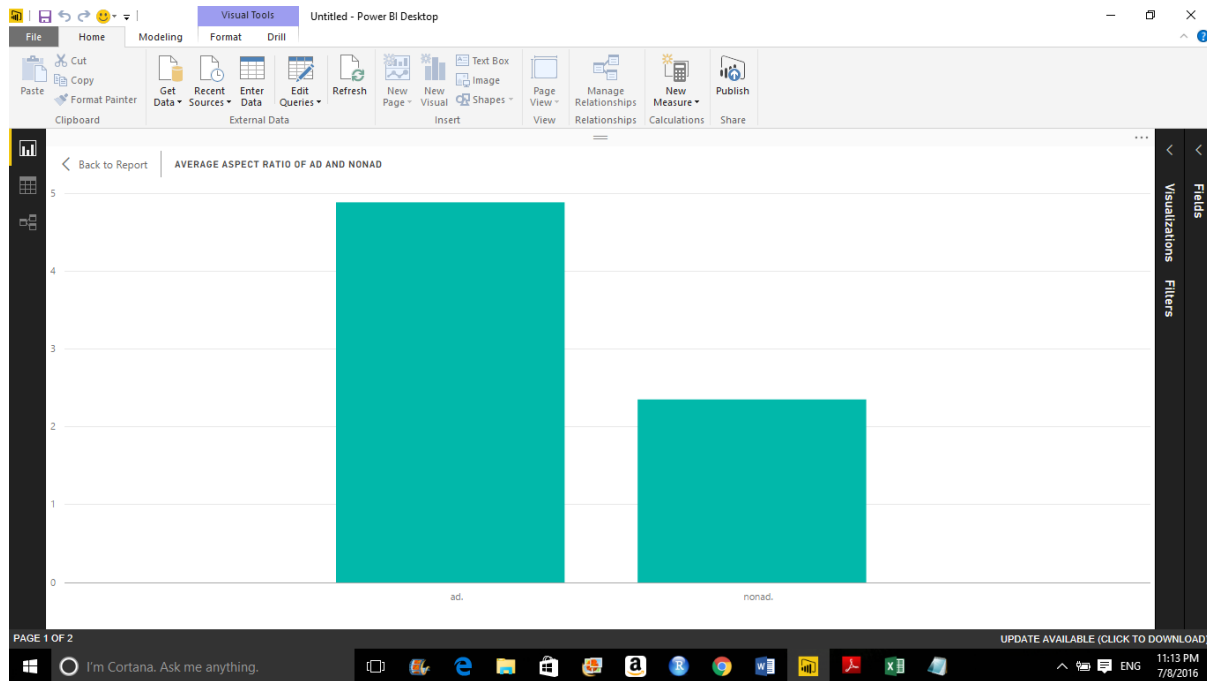 Visual Tools
Untitled - Power BI Desktop
File Home Modeling Format Drill
Paste
Cut
Copy
Format Painter
Clipboard
Get Data
Recent Sources
Enter Data
Edit Queries
External Data
Refresh
New Page
New Visual
Text Box
Image
Shapes
Insert
Page View
View
Manage Relationships
Relationships
New Measure
Calculations
Publish
Share
Back to Report
AVERAGE ASPECT RATIO OF AD AND NONAD
Visualizations
Filters
Fields
5
4
3
2
1
0
ad.
nonad.
PAGE 1 OF 2
UPDATE AVAILABLE (CLICK TO DOWNLOAD)
I'm Cortana. Ask me anything.
ENG
11:13 PM
7/8/2016